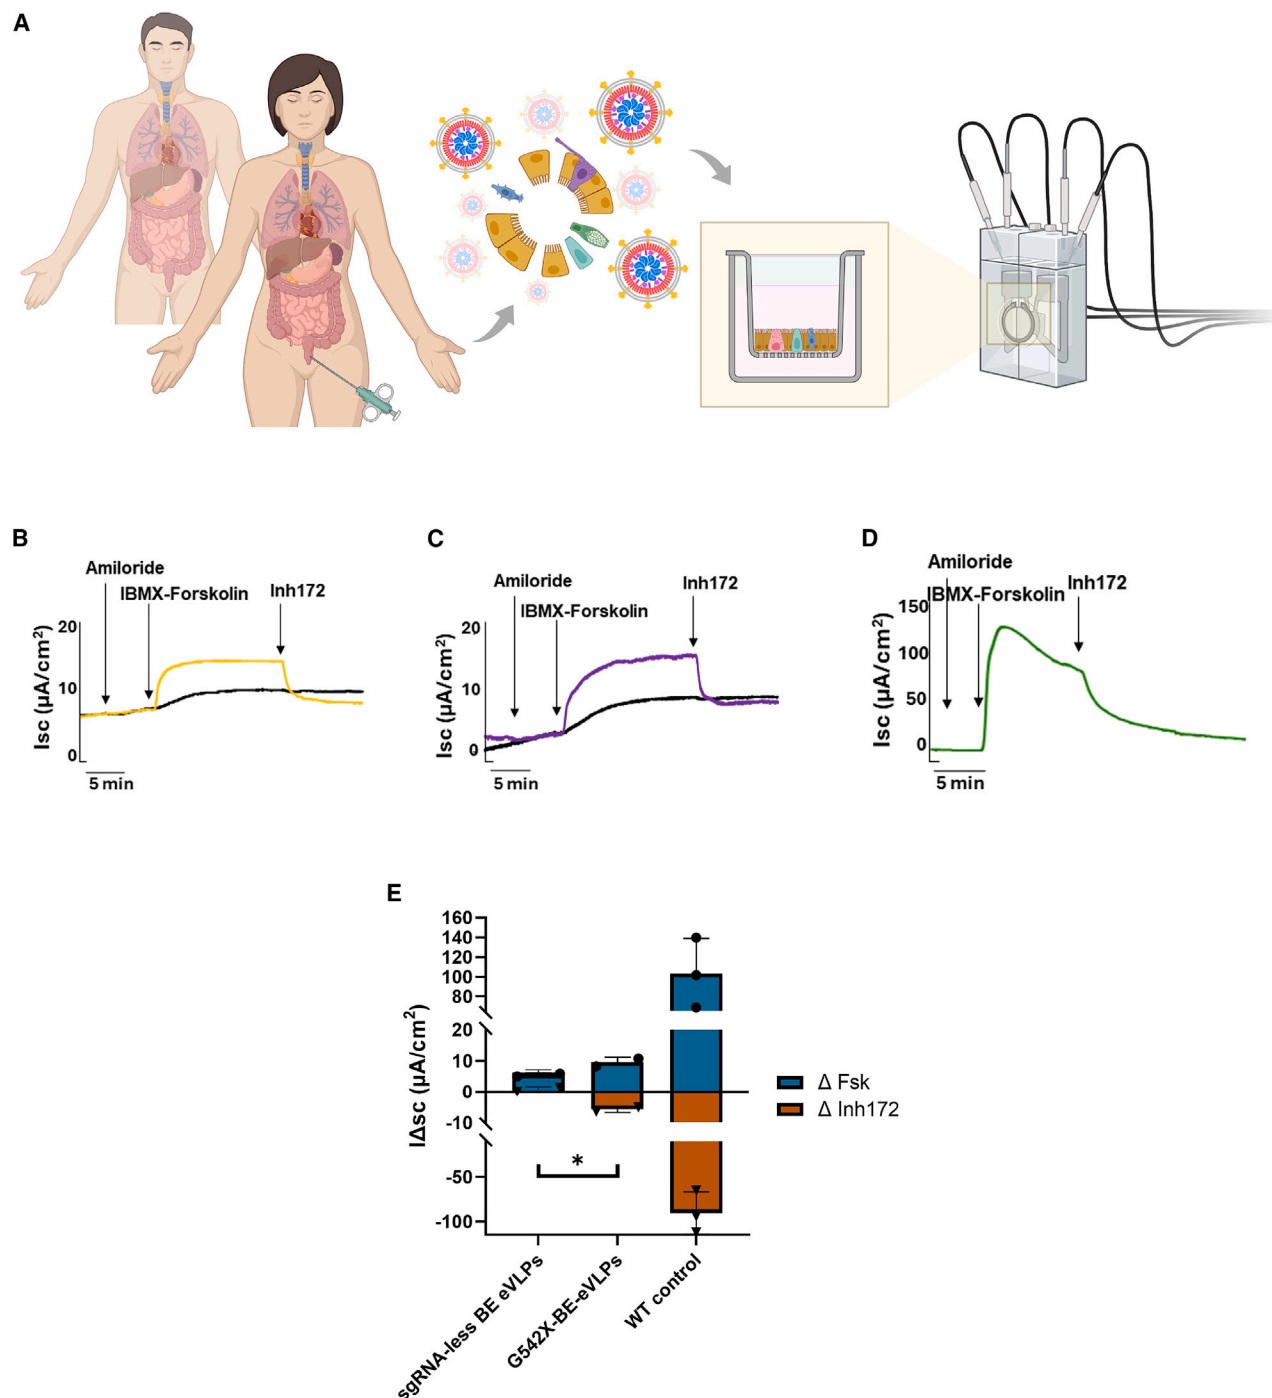 A
B
Amiloride
IBMX-Forskolin
Inh172
20
10
0
Isc (µA/cm²)
5 min
C
Amiloride
IBMX-Forskolin
Inh172
20
10
0
Isc (µA/cm²)
5 min
D
Amiloride
IBMX-Forskolin
Inh172
150
100
50
0
Isc (µA/cm²)
5 min
E
160
140
120
100
80
20
10
0
-10
-50
-100
IΔsc (µA/cm²)
*
Δ Fsk
Δ Inh172
sgRNA-less BE eVLPs
G542X-BE-eVLPs
WT control